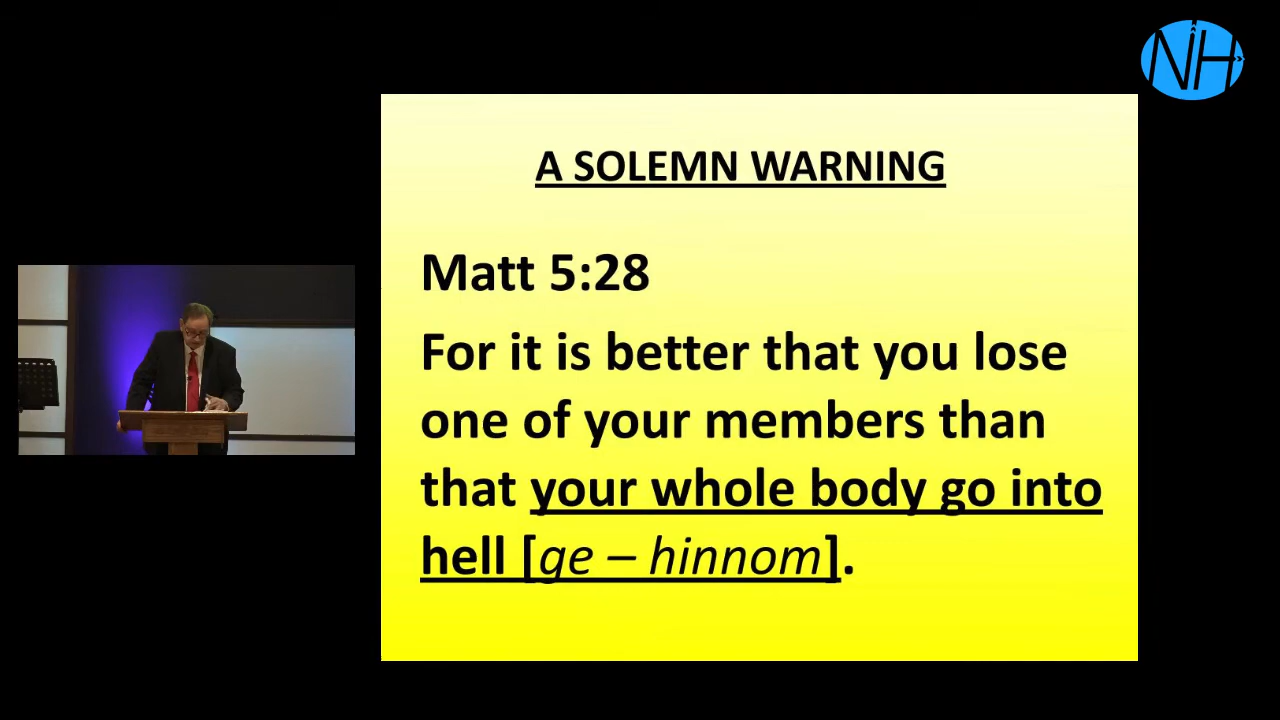 NH
A SOLEMN WARNING
Matt 5:28
For it is better that you lose
one of your members than
that your whole body go into
hell [ge – hinnom].